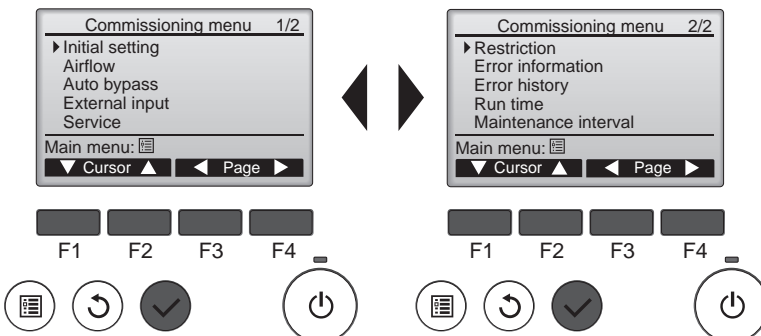 Commissioning menu 1/2
Initial setting
Airflow
Auto bypass
External input
Service
Main menu:
Cursor Page
F1 F2 F3 F4
Commissioning menu 2/2
Restriction
Error information
Error history
Run time
Maintenance interval
Main menu:
Cursor Page
F1 F2 F3 F4